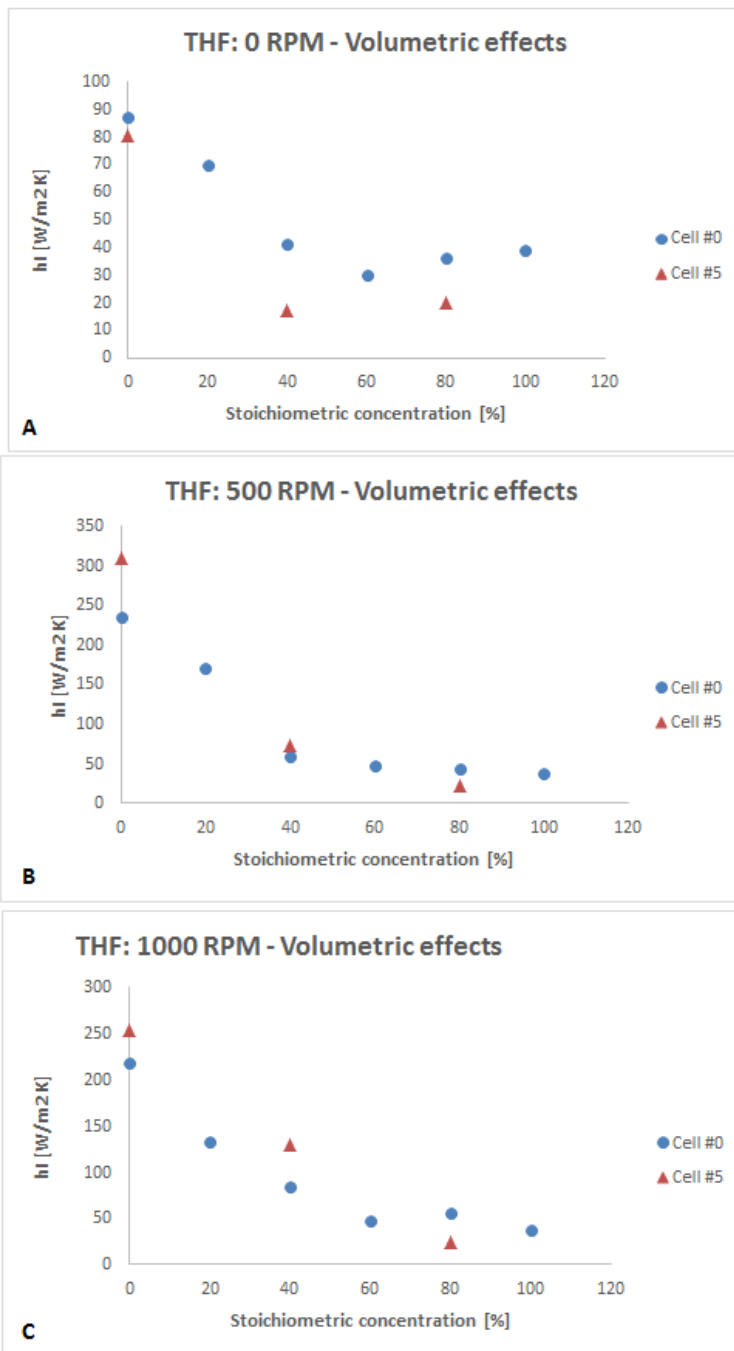 THF: 0 RPM - Volumetric effects
100
90
80
70
60
50
40
30
20
10
0
hI [W/m2K]
0 20 40 60 80 100 120
Stoichiometric concentration [%]
Cell #0
Cell #5
A
THF: 500 RPM - Volumetric effects
350
300
250
200
150
100
50
0
hI [W/m2K]
0 20 40 60 80 100 120
Stoichiometric concentration [%]
Cell #0
Cell #5
B
THF: 1000 RPM - Volumetric effects
300
250
200
150
100
50
0
hI [W/m2K]
0 20 40 60 80 100 120
Stoichiometric concentration [%]
Cell #0
Cell #5
C